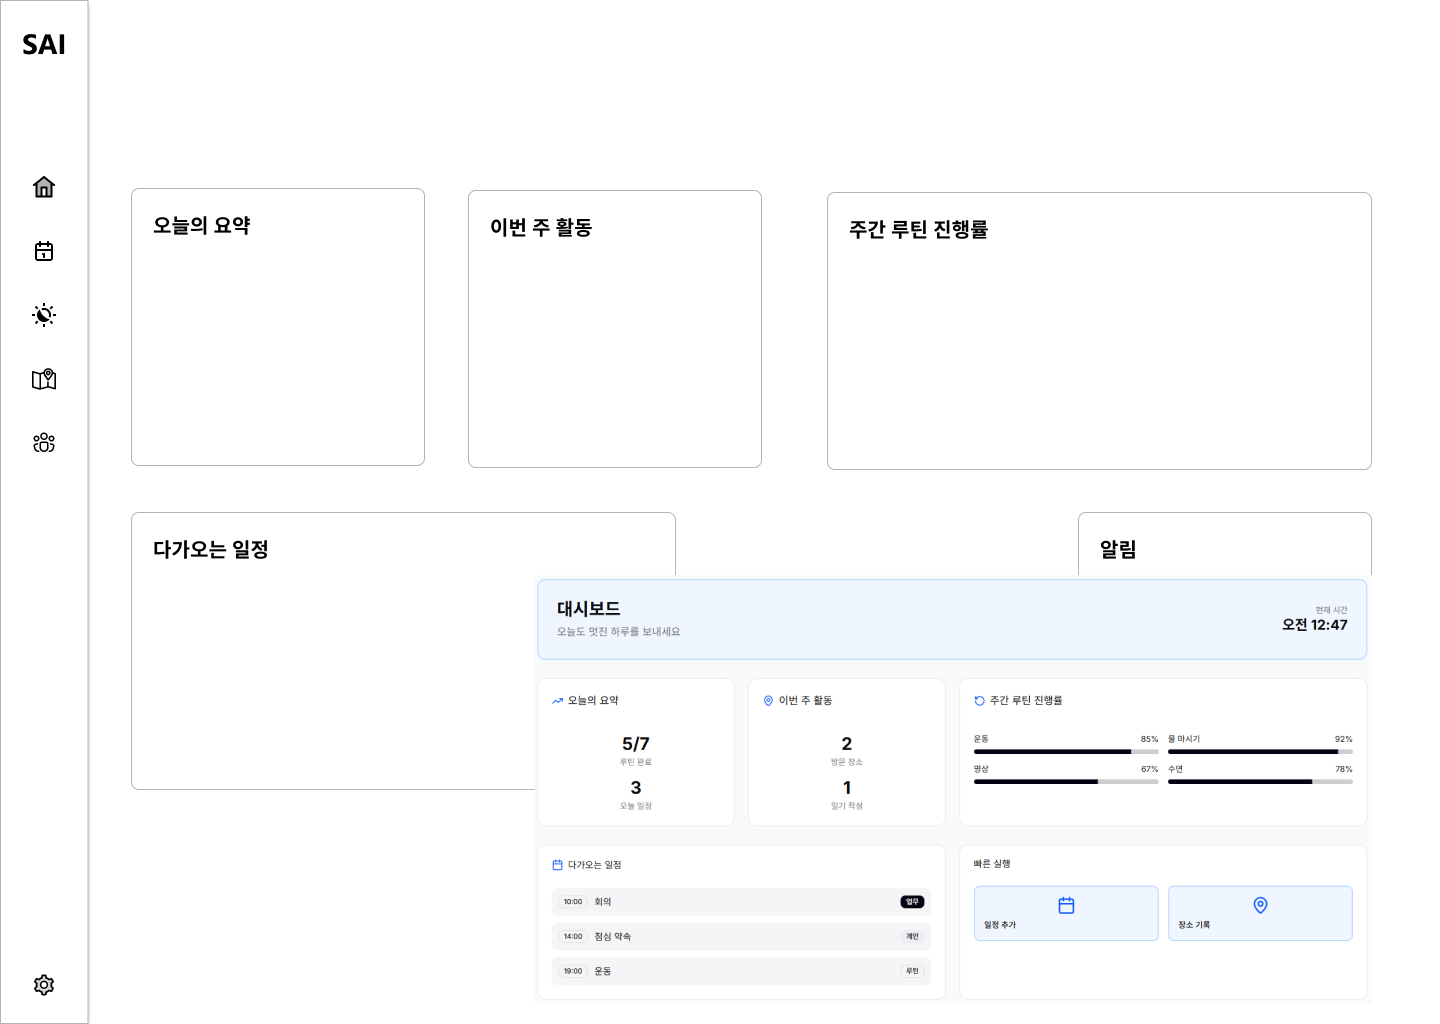 SAI
오늘의 요약
이번 주 활동
주간 루틴 진행률
다가오는 일정
알림
대시보드
오늘도 멋진 하루를 보내세요
현재 시간
오전 12:47
오늘의 요약
5/7
루틴 완료
3
오늘 일정
이번 주 활동
2
방문 장소
1
일기 작성
주간 루틴 진행률
운동 85%
물 마시기 92%
명상 67%
수면 78%
다가오는 일정
10:00 회의 업무
14:00 점심 약속 개인
19:00 운동 루틴
빠른 실행
일정 추가
장소 기록